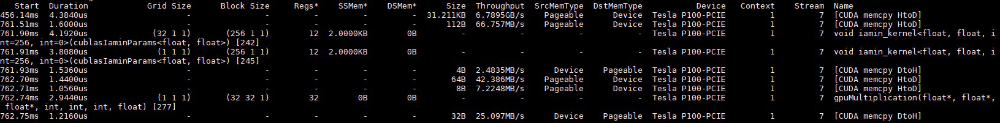 Start Duration Grid Size Block Size Regs* SSMem* DSMem* Size Throughput SrcMemType DstMemType Device Context Stream Name
456.14ms 4.3840us - - - - - 31.211KB 6.7895GB/s Pageable Device Tesla P100-PCIE 1 7 [CUDA memcpy HtoD]
761.51ms 1.6000us - - - - - 112B 66.757MB/s Pageable Device Tesla P100-PCIE 1 7 [CUDA memcpy HtoD]
761.90ms 4.1920us (32 1 1) (256 1 1) 12 2.0000KB 0B - - - - Tesla P100-PCIE 1 7 void iamin_kernel<float, float, i
nt=256, int=0>(cublasIaminParams<float, float>) [242]
761.91ms 3.8080us (1 1 1) (256 1 1) 12 2.0000KB 0B - - - - Tesla P100-PCIE 1 7 void iamin_kernel<float, float, i
nt=256, int=0>(cublasIaminParams<float, float>) [245]
761.93ms 1.5360us - - - - - 4B 2.4835MB/s Device Pageable Tesla P100-PCIE 1 7 [CUDA memcpy DtoH]
762.70ms 1.4400us - - - - - 64B 42.386MB/s Pageable Device Tesla P100-PCIE 1 7 [CUDA memcpy HtoD]
762.71ms 1.0560us - - - - - 8B 7.2248MB/s Pageable Device Tesla P100-PCIE 1 7 [CUDA memcpy HtoD]
762.74ms 2.9440us (1 1 1) (32 32 1) 32 0B 0B - - - - Tesla P100-PCIE 1 7 gpuMultiplication(float*, float*,
float*, int, int, int, float) [277]
762.75ms 1.2160us - - - - - 32B 25.097MB/s Device Pageable Tesla P100-PCIE 1 7 [CUDA memcpy DtoH]